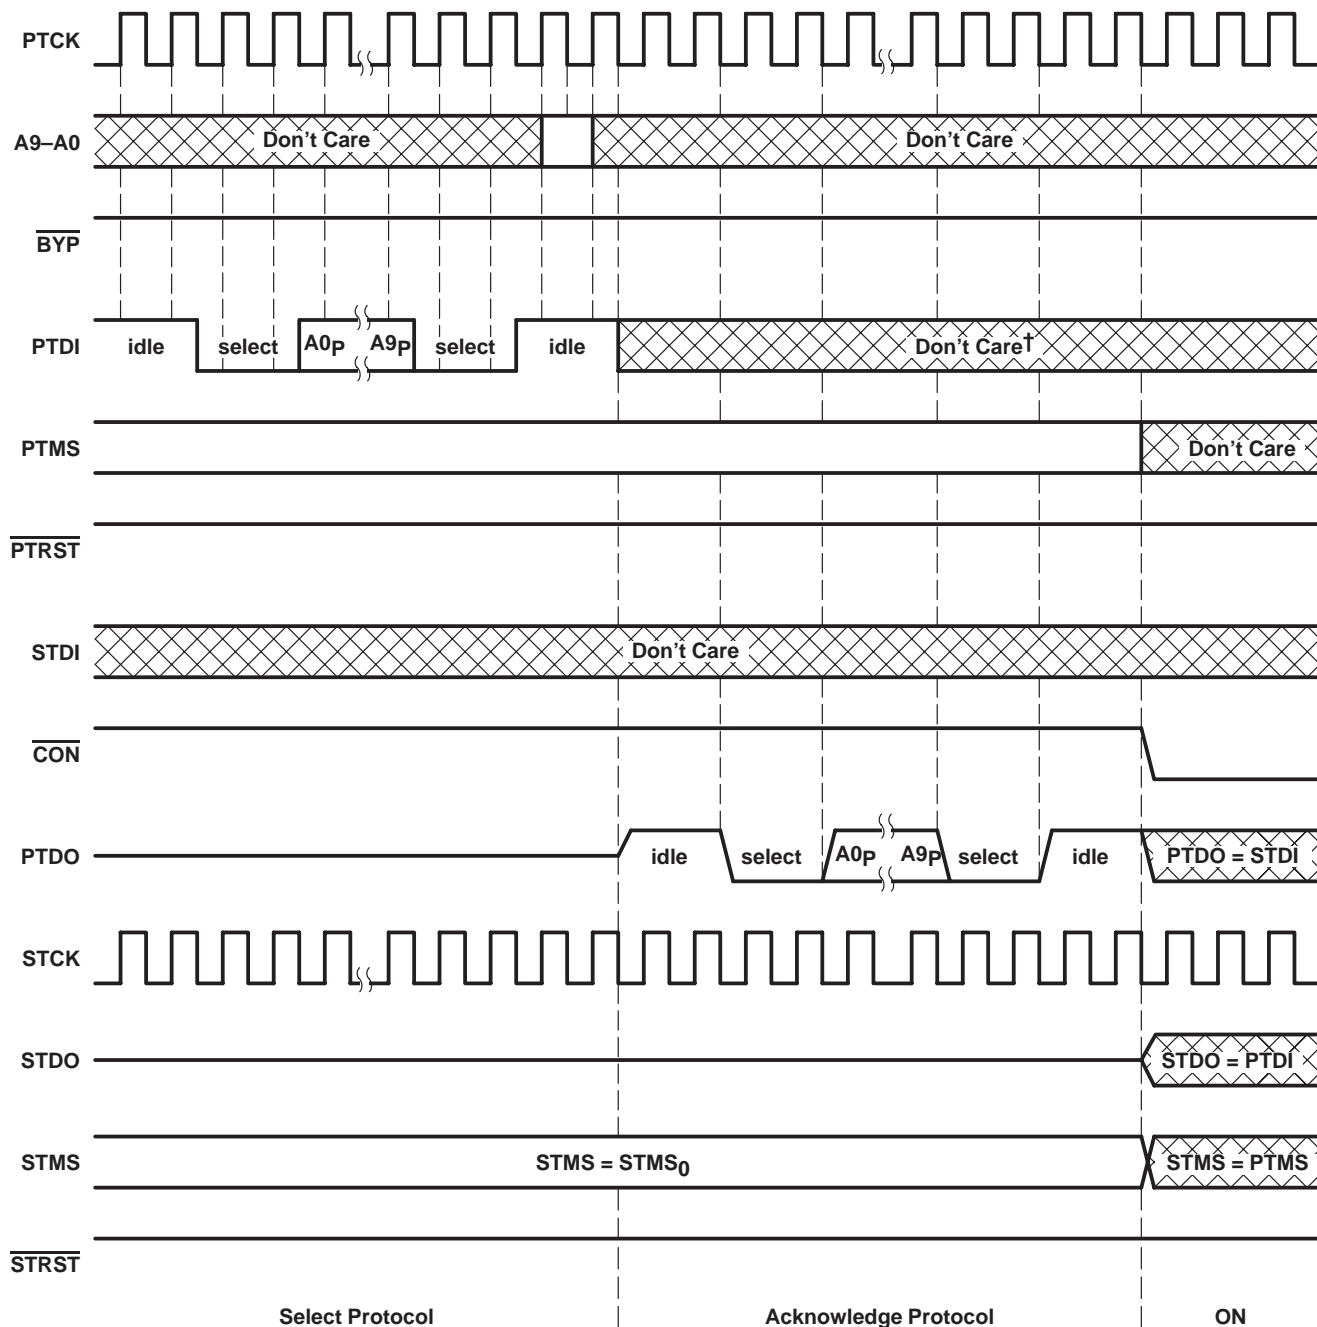 PTCK
A9–A0
Don't Care
Don't Care
BYP
PTDI
idle
select
A0P
A9P
select
idle
Don't Care†
PTMS
Don't Care
PTRST
STDI
Don't Care
CON
PTDO
idle
select
A0P
A9P
select
idle
PTDO = STDI
STCK
STDO
STDO = PTDI
STMS
STMS = STMS0
STMS = PTMS
STRST
Select Protocol
Acknowledge Protocol
ON